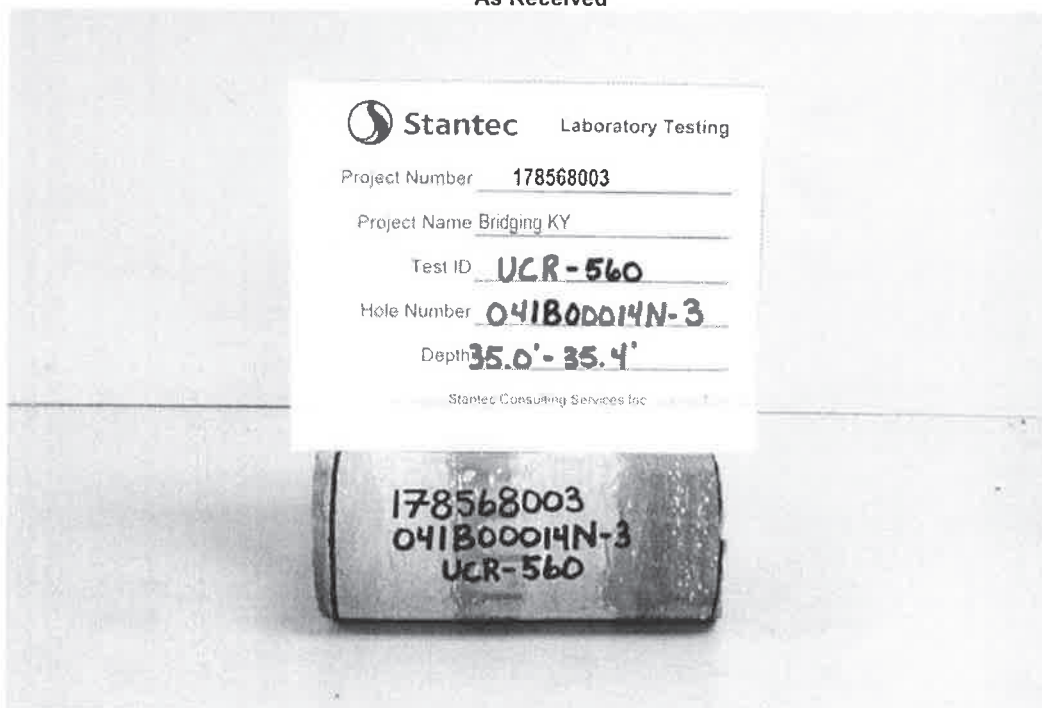 As Received
Stantec Laboratory Testing
Project Number 178568003
Project Name Bridging KY
Test ID UCR-560
Hole Number 041B00014N-3
Depth 35.0'- 35.4'
Stantec Consulting Services Inc
178568003
041B00014N-3
UCR-560